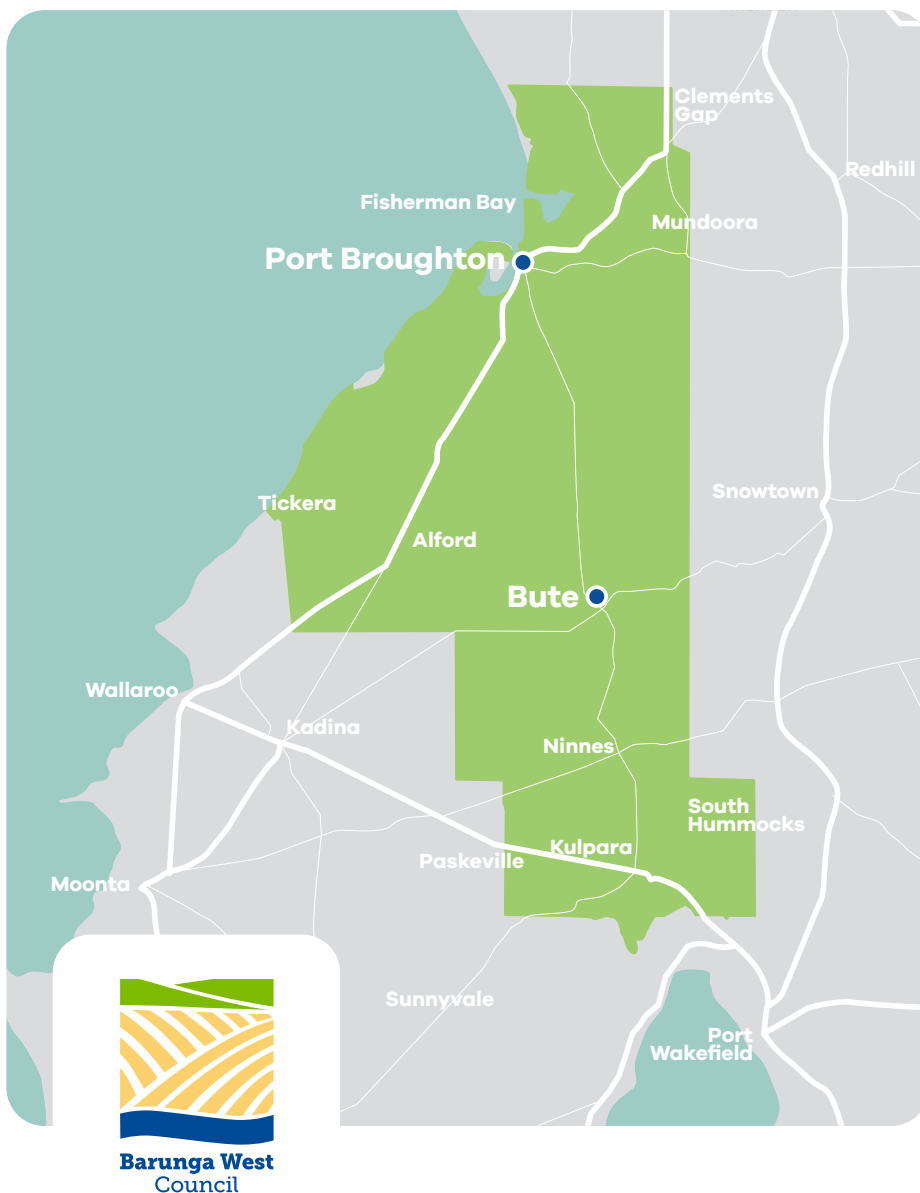 Clements
Gap
Redhill
Fisherman Bay
Mundoora
Port Broughton
Snowtown
Tickera
Alford
Bute
Wallaroo
Kadina
Ninnes
South
Hummocks
Kulpara
Paskeville
Moonta
Sunnyvale
Port
Wakefield
Barunga West
Council